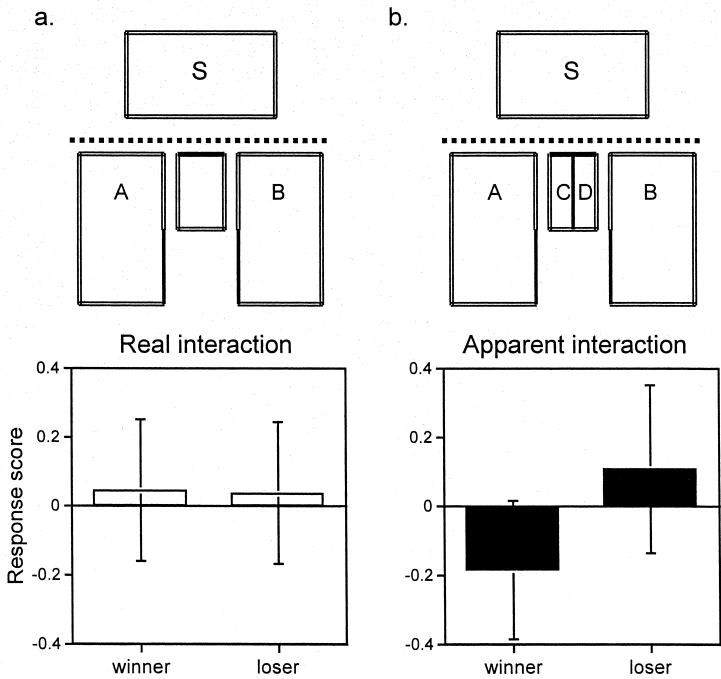 a.
S
A
B
Real interaction
Response score
0.4
0.2
0
-0.2
-0.4
winner loser
b.
S
A
C D
B
Apparent interaction
0.4
0.2
0
-0.2
-0.4
winner loser